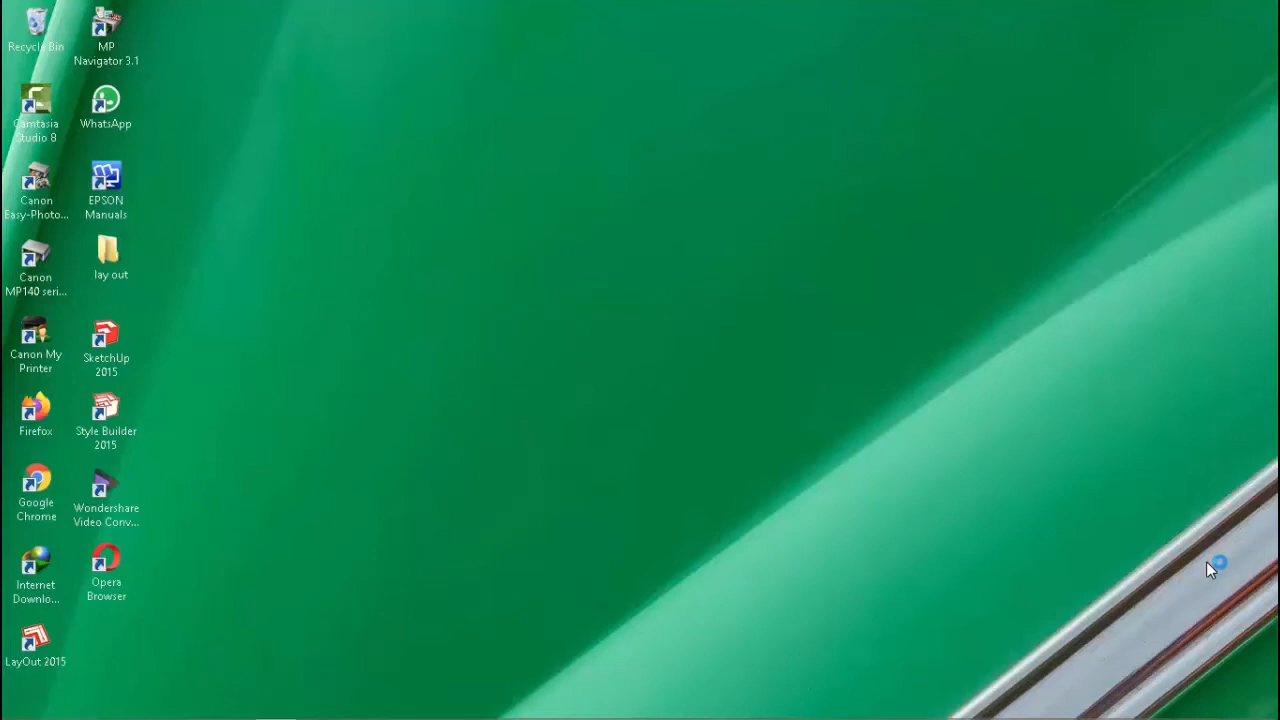 Recycle Bin
MP
Navigator 3.1
Camtasia
Studio 8
WhatsApp
Canon
Easy-Photo...
EPSON
Manuals
Canon
MP140 seri...
lay out
Canon My
Printer
SketchUp
2015
Firefox
Style Builder
2015
Google
Chrome
Wondershare
Video Conv...
Internet
Downlo...
Opera
Browser
LayOut 2015